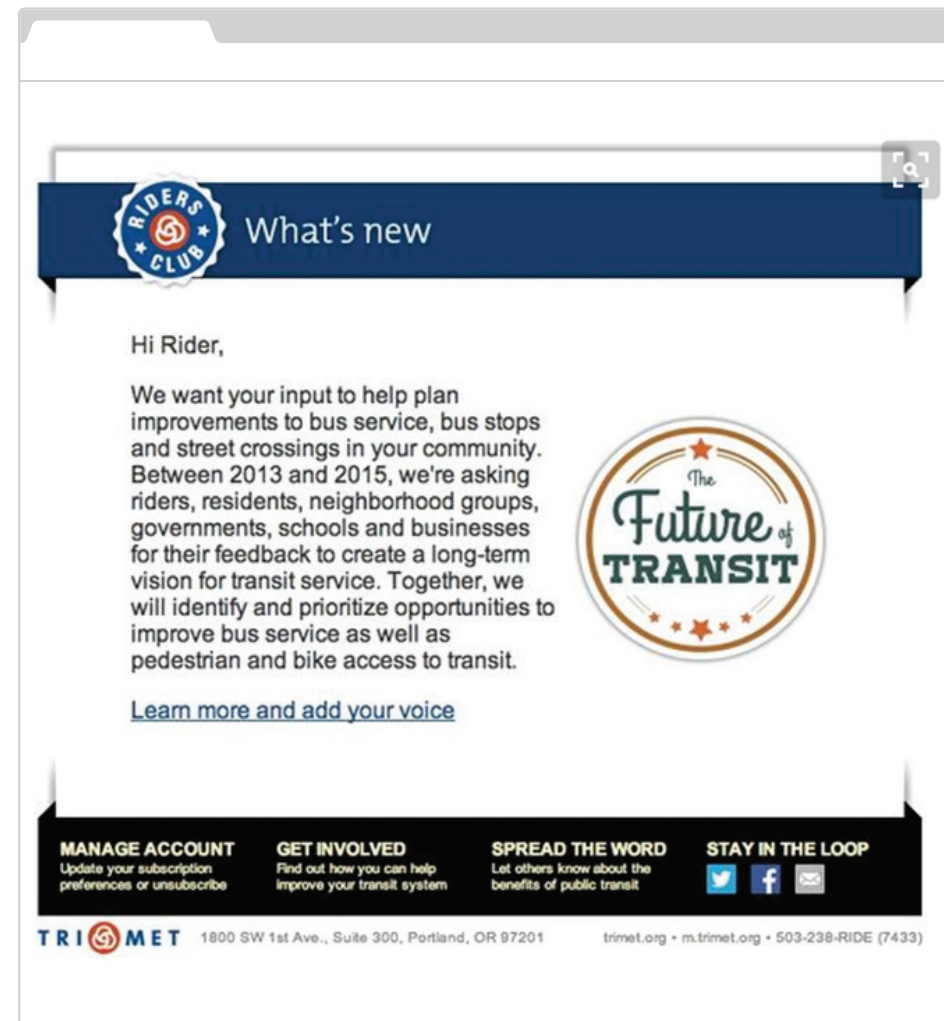 RIDERS CLUB
What's new
Hi Rider,
We want your input to help plan
improvements to bus service, bus stops
and street crossings in your community.
Between 2013 and 2015, we're asking
riders, residents, neighborhood groups,
governments, schools and businesses
for their feedback to create a long-term
vision for transit service. Together, we
will identify and prioritize opportunities to
improve bus service as well as
pedestrian and bike access to transit.
The
Future of
TRANSIT
Learn more and add your voice
MANAGE ACCOUNT
Update your subscription
preferences or unsubscribe
GET INVOLVED
Find out how you can help
improve your transit system
SPREAD THE WORD
Let others know about the
benefits of public transit
STAY IN THE LOOP
TRI MET 1800 SW 1st Ave., Suite 300, Portland, OR 97201 trimet.org • m.trimet.org • 503-238-RIDE (7433)